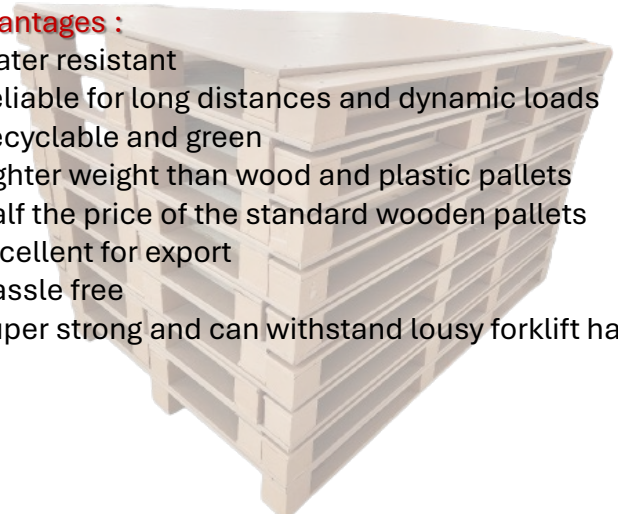 antages :
ater resistant
eliable for long distances and dynamic loads
ecyclable and green
ghter weight than wood and plastic pallets
alf the price of the standard wooden pallets
cellent for export
assle free
uper strong and can withstand lousy forklift ha